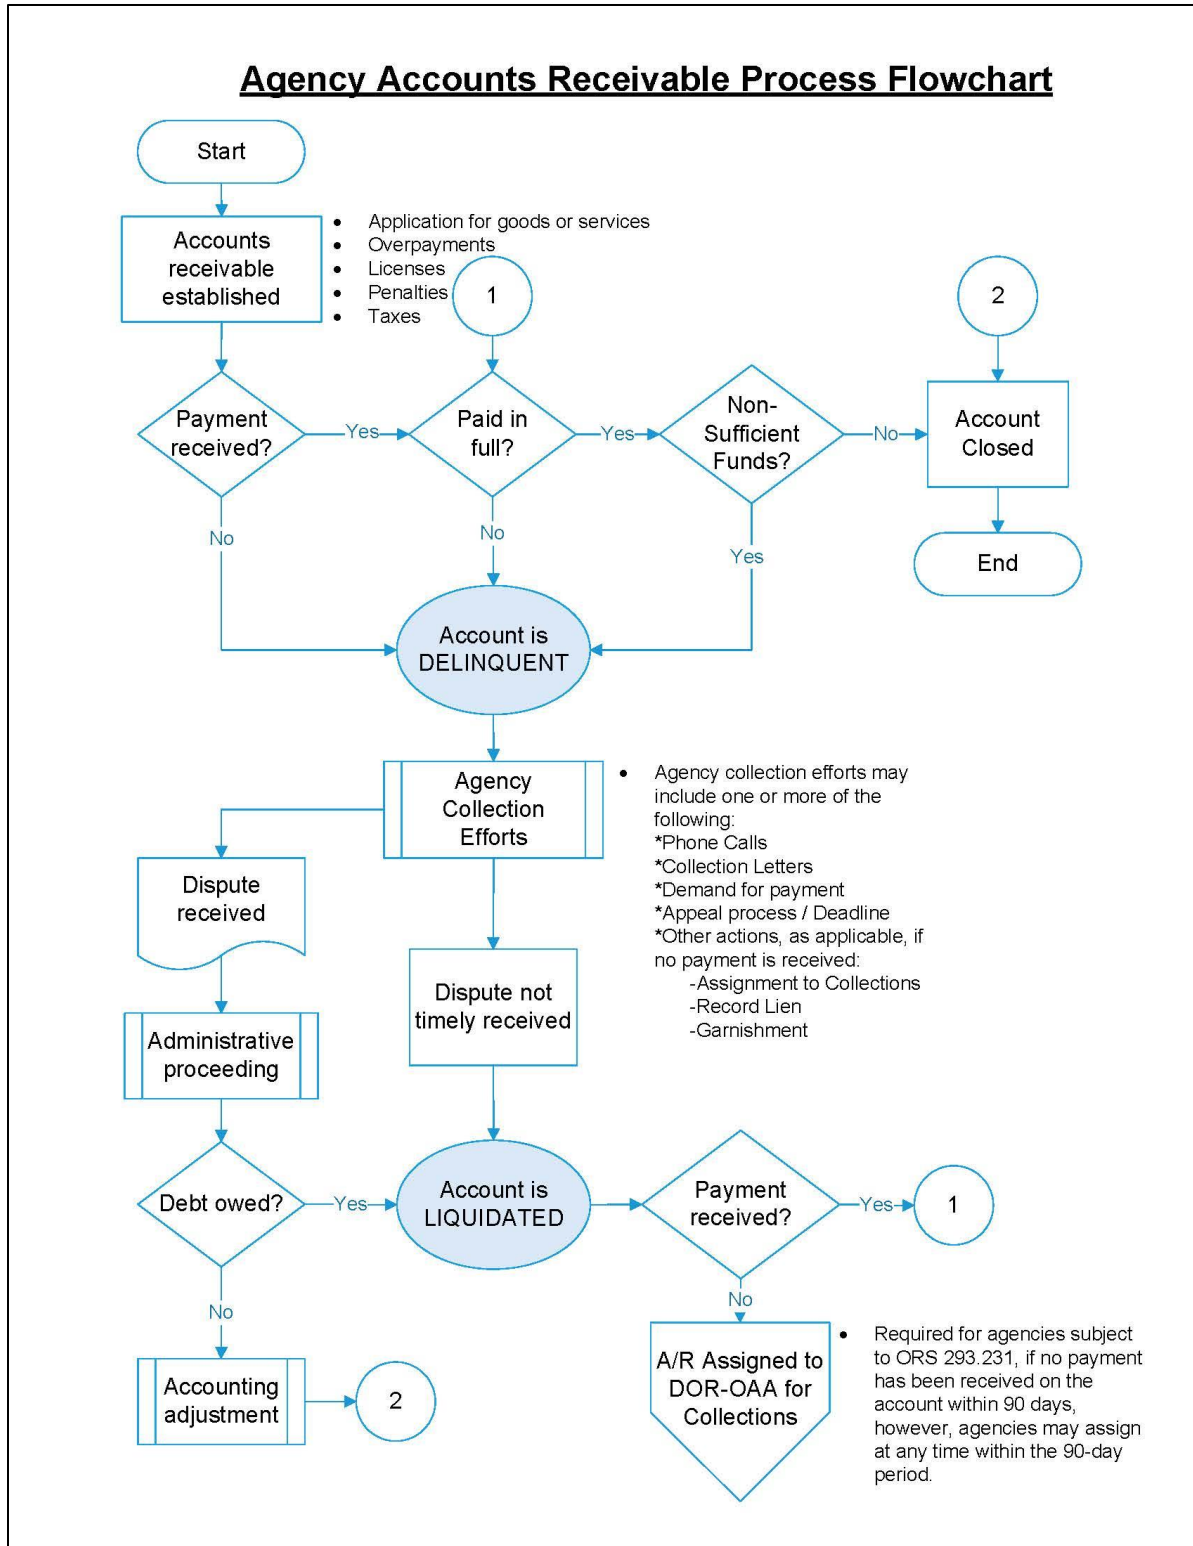 Agency Accounts Receivable Process Flowchart
Start
Accounts
receivable
established
• Application for goods or services
• Overpayments
• Licenses
• Penalties
• Taxes
1
2
Payment
received?
Yes
Paid in
full?
Yes
Non-
Sufficient
Funds?
No
Account
Closed
No
No
Yes
End
Account is
DELINQUENT
Agency
Collection
Efforts
• Agency collection efforts may
include one or more of the
following:
*Phone Calls
*Collection Letters
*Demand for payment
*Appeal process / Deadline
*Other actions, as applicable, if
no payment is received:
-Assignment to Collections
-Record Lien
-Garnishment
Dispute
received
Dispute not
timely received
Administrative
proceeding
Debt owed?
Yes
Account is
LIQUIDATED
Payment
received?
Yes
1
No
No
Accounting
adjustment
2
A/R Assigned to
DOR-OAA for
Collections
• Required for agencies subject
to ORS 293.231, if no payment
has been received on the
account within 90 days,
however, agencies may assign
at any time within the 90-day
period.